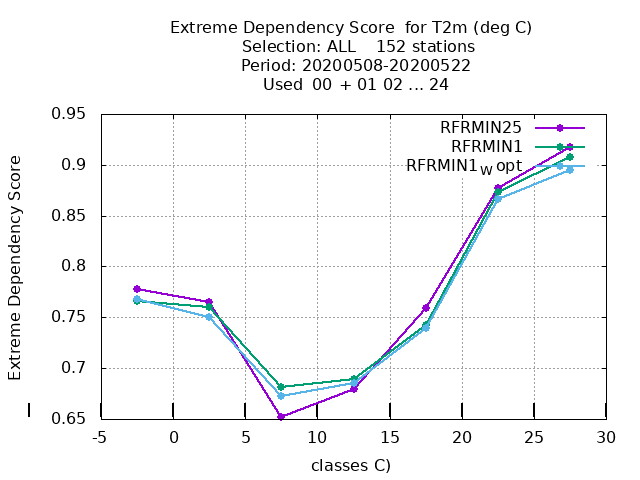 Extreme Dependency Score  for T2m (deg C)
Selection: ALL    152 stations
Period: 20200508-20200522
Used  00 + 01 02 ... 24
Extreme Dependency Score
0.95
0.9
0.85
0.8
0.75
0.7
0.65
RFRMIN25
RFRMIN1
RFRMIN1W opt
-5
0
5
10
15
20
25
30
classes C)